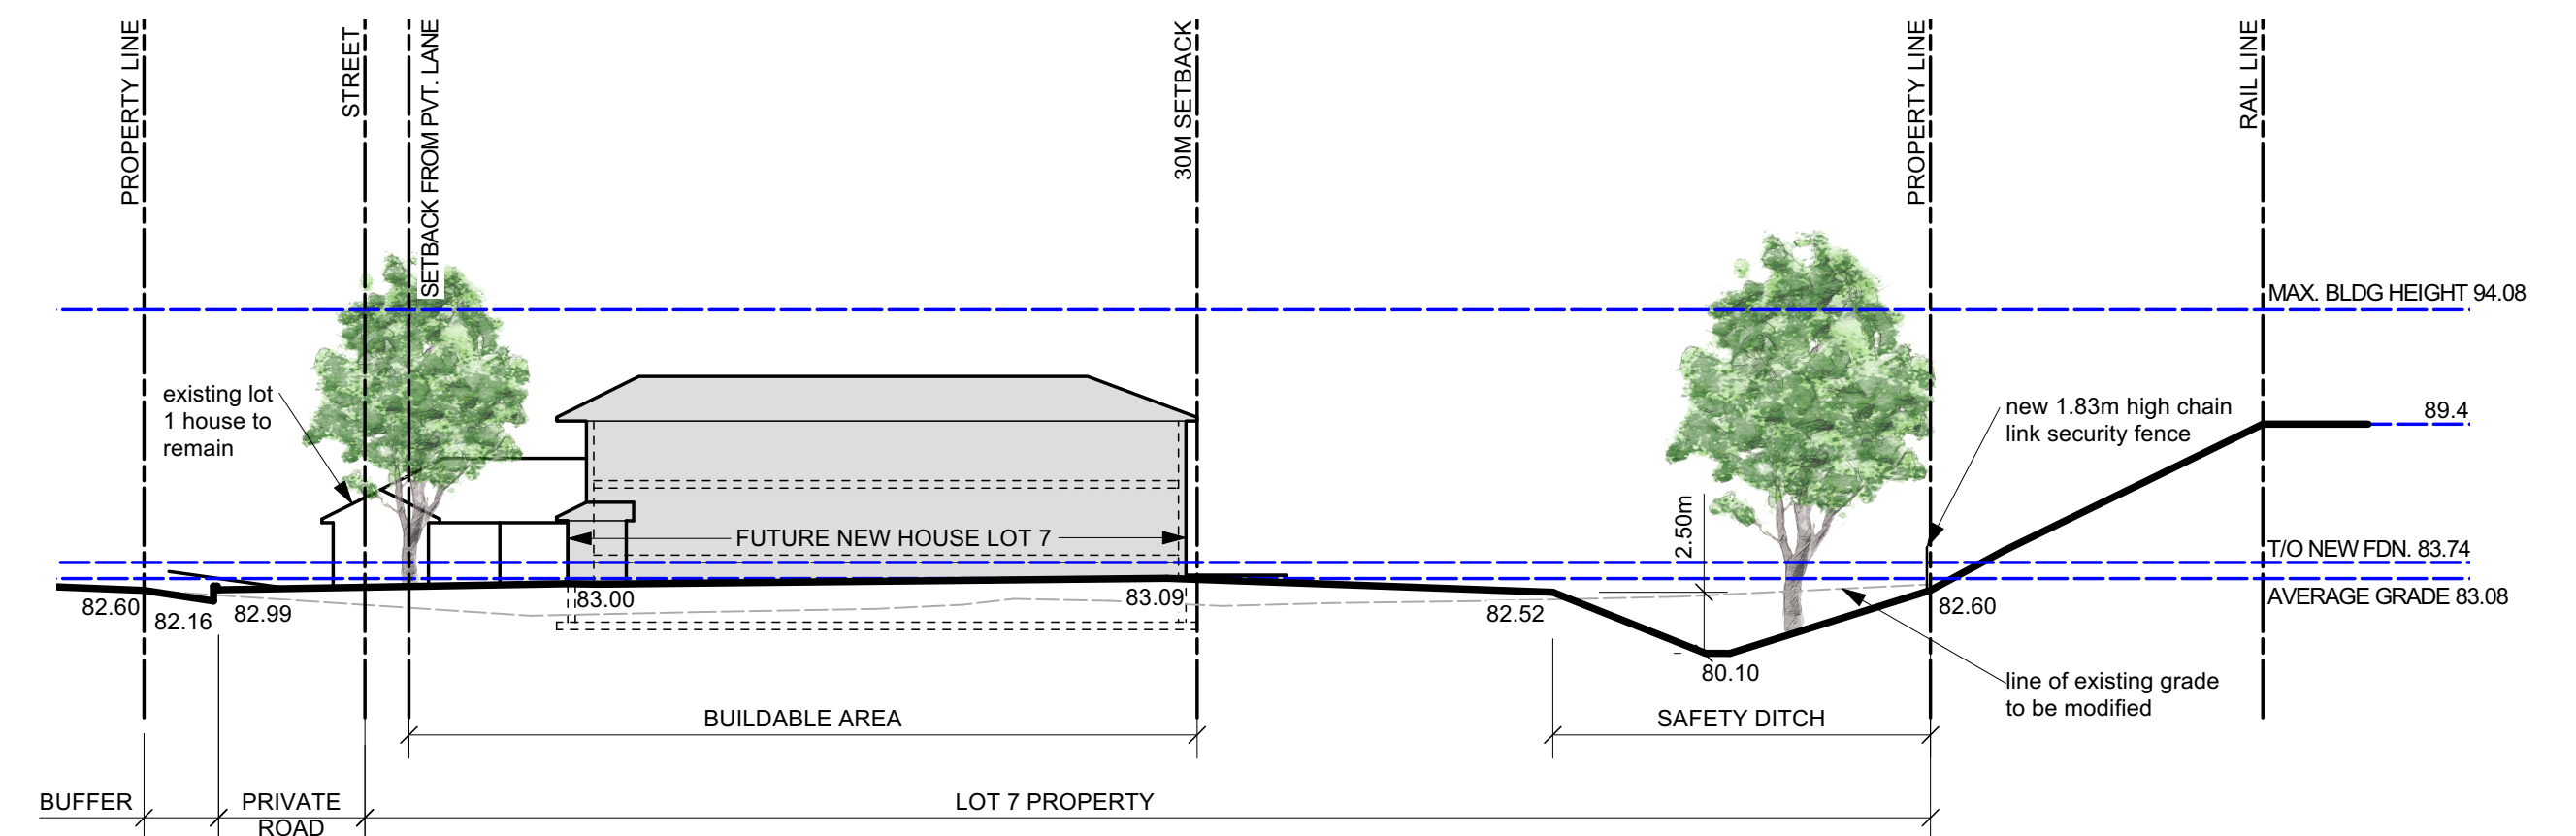 PROPERTY LINE
STREET
SETBACK FROM PVT. LANE
30M SETBACK
PROPERTY LINE
RAIL LINE
MAX. BLDG HEIGHT 94.08
existing lot
1 house to
remain
new 1.83m high chain
link security fence
89.4
2.50m
FUTURE NEW HOUSE LOT 7
T/O NEW FDN. 83.74
AVERAGE GRADE 83.08
82.60
82.16
82.99
83.00
83.09
82.52
82.60
80.10
line of existing grade
to be modified
BUILDABLE AREA
SAFETY DITCH
BUFFER
PRIVATE
ROAD
LOT 7 PROPERTY